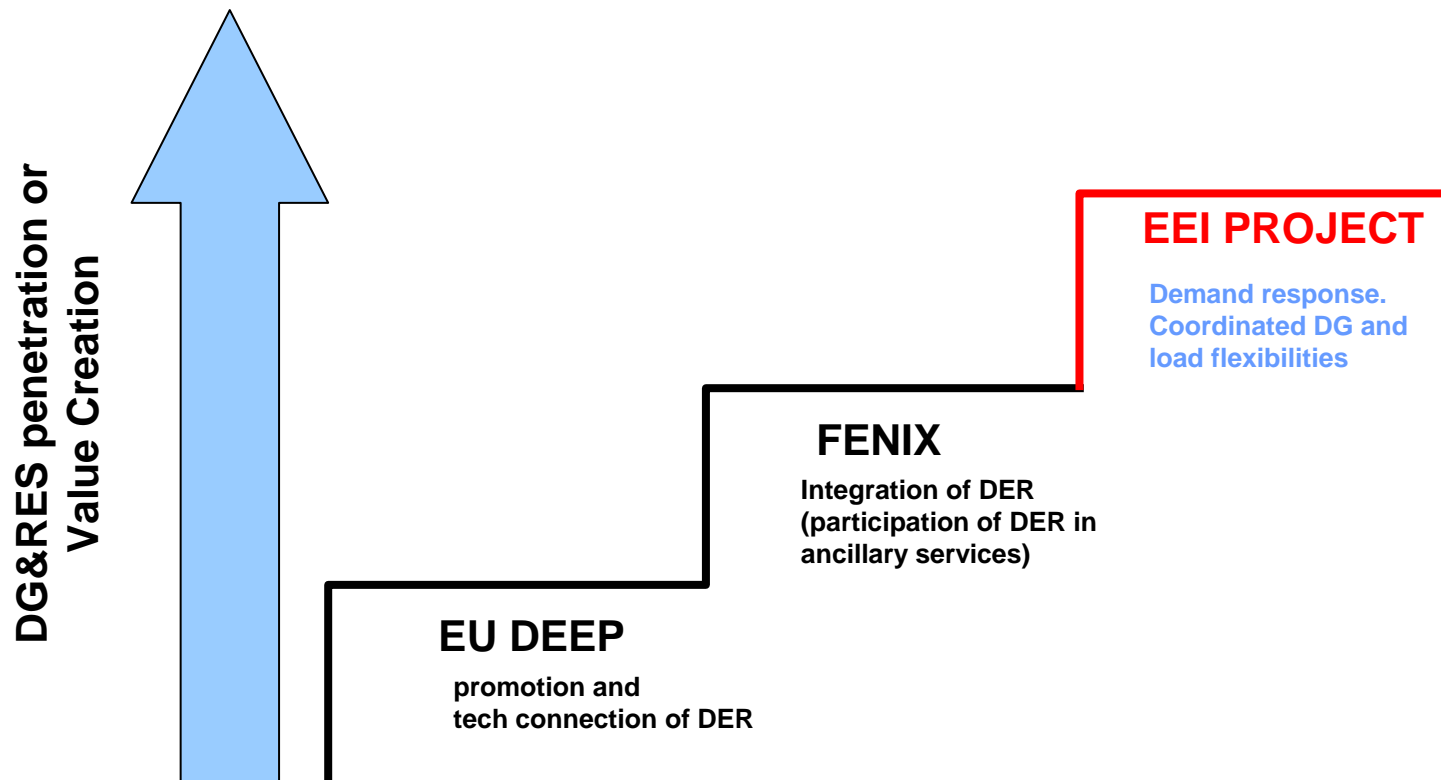 DG&RES penetration or
Value Creation
EEI PROJECT
Demand response.
Coordinated DG and
load flexibilities
FENIX
Integration of DER
(participation of DER in
ancillary services)
EU DEEP
promotion and
tech connection of DER